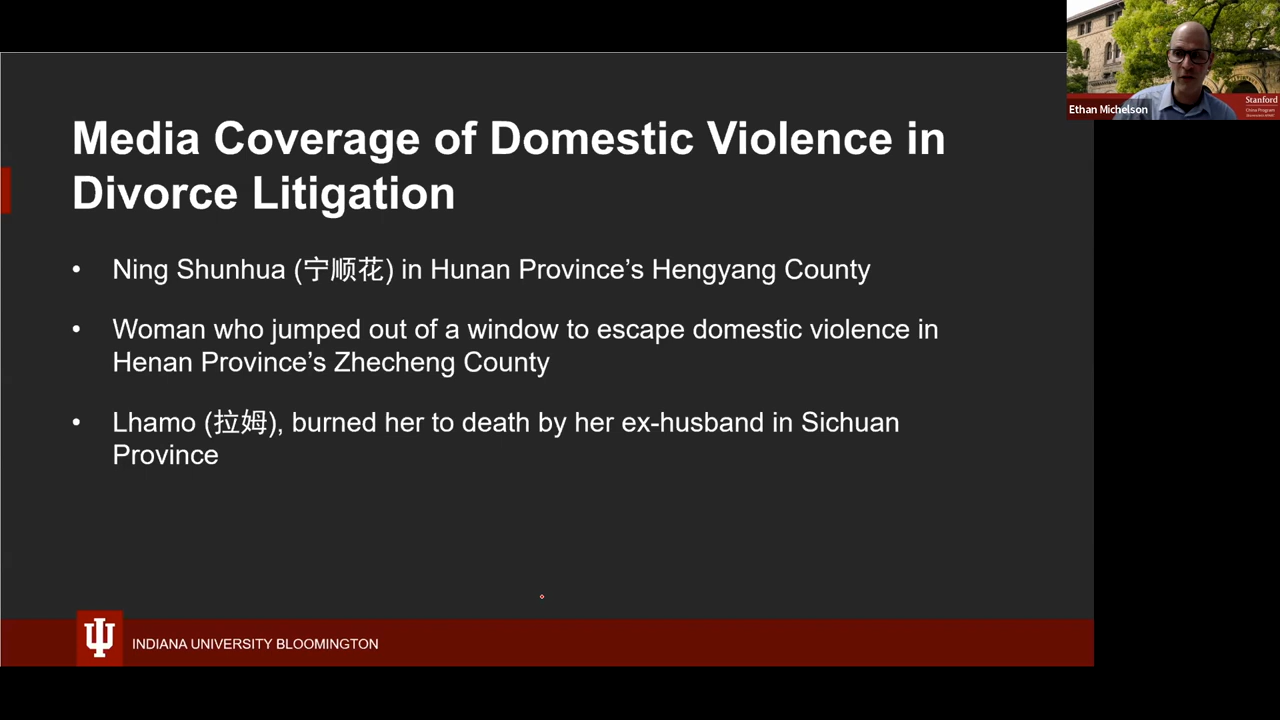 Media Coverage of Domestic Violence in
Divorce Litigation
• Ning Shunhua (宁顺花) in Hunan Province’s Hengyang County
• Woman who jumped out of a window to escape domestic violence in
Henan Province’s Zhecheng County
• Lhamo (拉姆), burned her to death by her ex-husband in Sichuan
Province
INDIANA UNIVERSITY BLOOMINGTON
Ethan Michelson
Stanford
China Program